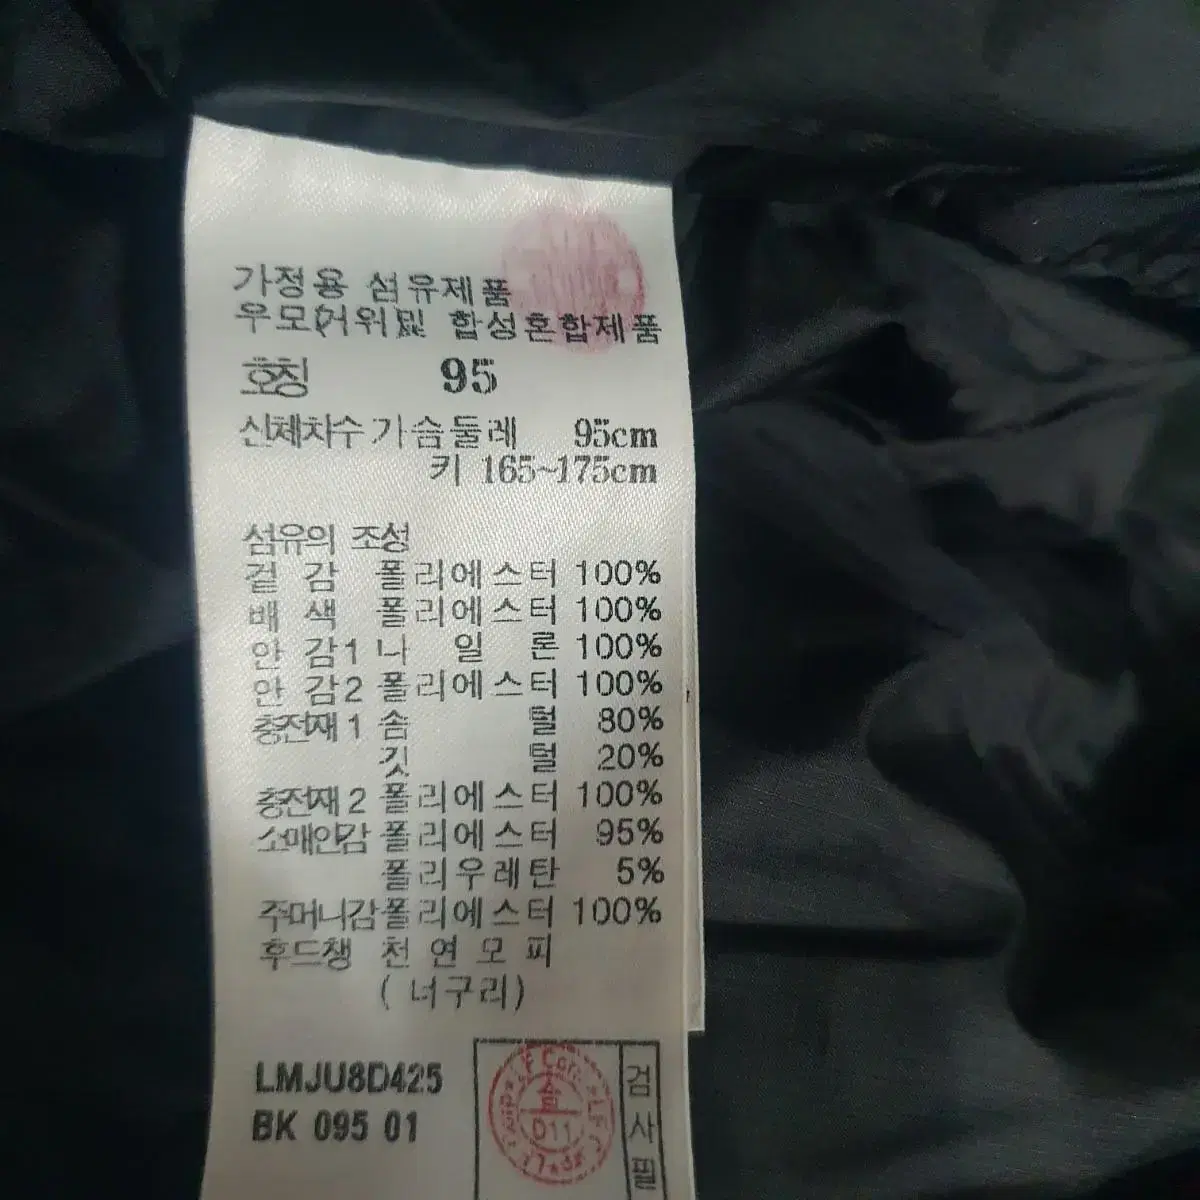 가정용 섬유제품
우모(거위)및 합성혼합제품
호칭 95
신체치수 가슴둘레 95cm
키 165~175cm
섬유의 조성
겉감 폴리에스터 100%
배색 폴리에스터 100%
안감1 나일론 100%
안감2 폴리에스터 100%
충전재1 솜털 80%
깃털 20%
충전재2 폴리에스터 100%
소매안감 폴리에스터 95%
폴리우레탄 5%
주머니감 폴리에스터 100%
후드챙 천연모피
(너구리)
LMJU8D425
BK 095 01
검사필
011